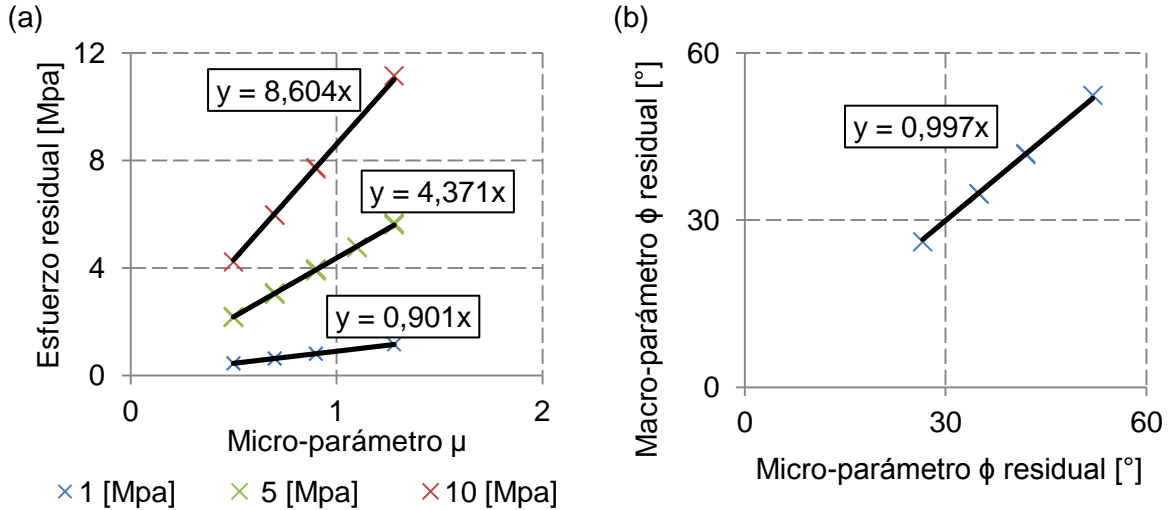 (a)
12
8
4
0
0
1
2
Esfuerzo residual [Mpa]
y = 8,604x
y = 4,371x
y = 0,901x
Micro-parámetro µ
1 [Mpa]
5 [Mpa]
10 [Mpa]
(b)
60
30
0
0
30
60
Macro-parámetro ϕ residual [°]
y = 0,997x
Micro-parámetro ϕ residual [°]